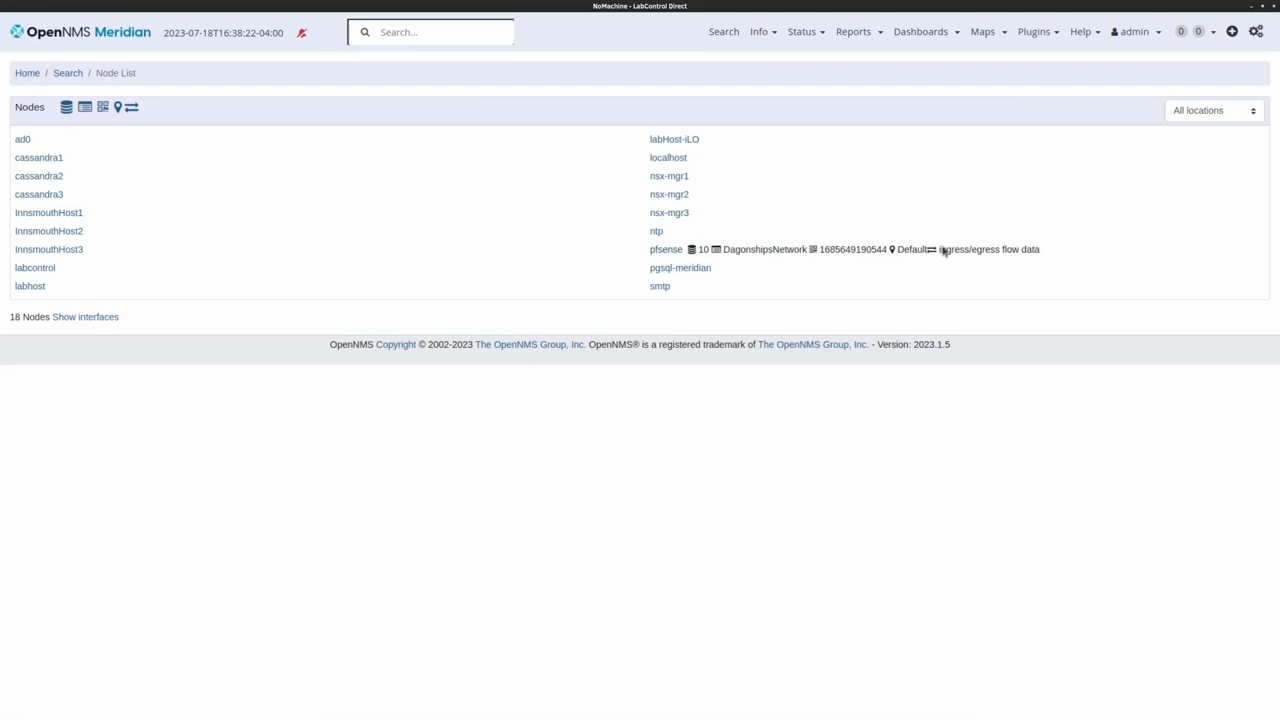 NoMachine - LabControl Direct
OpenNMS Meridian 2023-07-18T16:38:22-04:00 Search... Search Info Status Reports Dashboards Maps Plugins Help admin 0 0
Home / Search / Node List
Nodes All locations
ad0
cassandra1
cassandra2
cassandra3
InnsmouthHost1
InnsmouthHost2
InnsmouthHost3
labcontrol
labhost
labHost-iLO
localhost
nsx-mgr1
nsx-mgr2
nsx-mgr3
ntp
pfsense 10 DagonshipsNetwork 1685649190544 Default ingress/egress flow data
pgsql-meridian
smtp
18 Nodes Show interfaces
OpenNMS Copyright © 2002-2023 The OpenNMS Group, Inc. OpenNMS® is a registered trademark of The OpenNMS Group, Inc. - Version: 2023.1.5